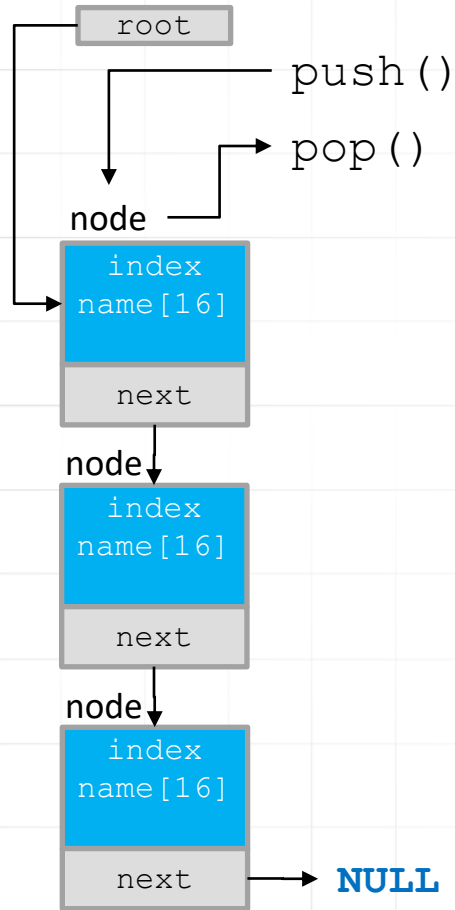 root
push()
pop()
node
index
name[16]
next
node
index
name[16]
next
node
index
name[16]
next
NULL